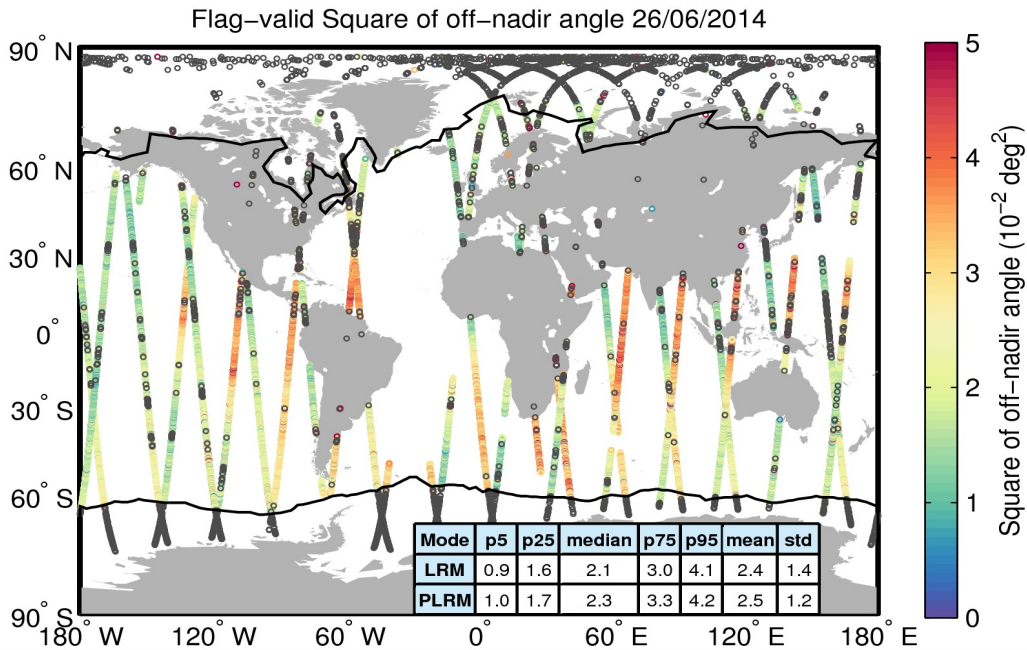 Flag−valid Square of off−nadir angle 26/06/2014
90° N
60° N
30° N
0°
30° S
60° S
90° S
180° W
120° W
60° W
0°
60° E
120° E
180° E
Mode p5 p25 median p75 p95 mean std
LRM 0.9 1.6 2.1 3.0 4.1 2.4 1.4
PLRM 1.0 1.7 2.3 3.3 4.2 2.5 1.2
5
4
3
2
1
0
Square of off−nadir angle (10⁻² deg²)